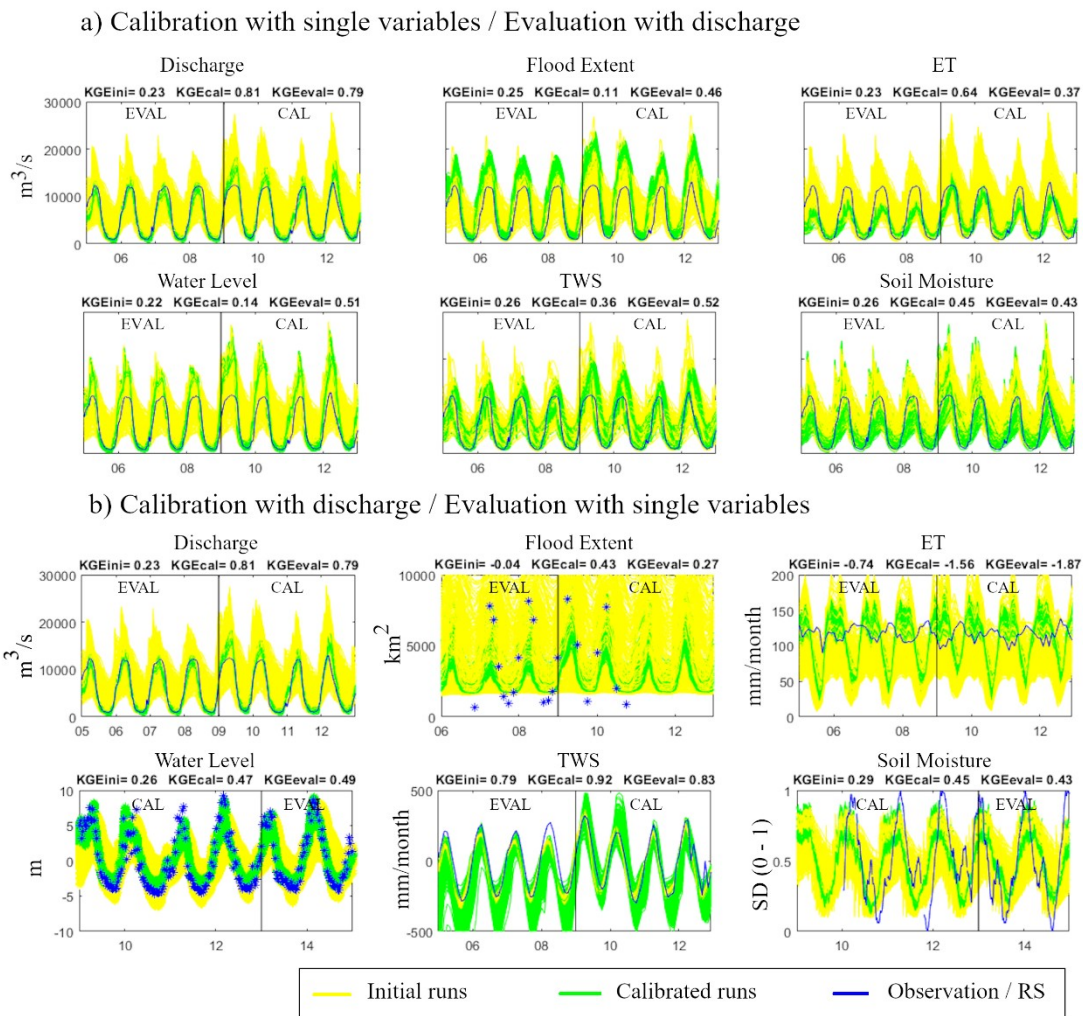 a) Calibration with single variables / Evaluation with discharge
Discharge
KGEini= 0.23 KGEcal= 0.81 KGEeval= 0.79
EVAL CAL
30000
20000
10000
0
m³/s
06 08 10 12
Flood Extent
KGEini= 0.25 KGEcal= 0.11 KGEeval= 0.46
EVAL CAL
06 08 10 12
ET
KGEini= 0.23 KGEcal= 0.64 KGEeval= 0.37
EVAL CAL
06 08 10 12
Water Level
KGEini= 0.22 KGEcal= 0.14 KGEeval= 0.51
EVAL CAL
06 08 10 12
TWS
KGEini= 0.26 KGEcal= 0.36 KGEeval= 0.52
EVAL CAL
06 08 10 12
Soil Moisture
KGEini= 0.26 KGEcal= 0.45 KGEeval= 0.43
EVAL CAL
06 08 10 12
b) Calibration with discharge / Evaluation with single variables
Discharge
KGEini= 0.23 KGEcal= 0.81 KGEeval= 0.79
EVAL CAL
30000
20000
10000
0
m³/s
05 06 07 08 09 10 11 12
Flood Extent
KGEini= -0.04 KGEcal= 0.43 KGEeval= 0.27
EVAL CAL
10000
5000
0
km²
06 08 10 12
ET
KGEini= -0.74 KGEcal= -1.56 KGEeval= -1.87
EVAL CAL
200
150
100
50
0
mm/month
06 08 10 12
Water Level
KGEini= 0.26 KGEcal= 0.47 KGEeval= 0.49
CAL EVAL
10
5
0
-5
-10
m
10 12 14
TWS
KGEini= 0.79 KGEcal= 0.92 KGEeval= 0.83
EVAL CAL
500
0
-500
mm/month
06 08 10 12
Soil Moisture
KGEini= 0.29 KGEcal= 0.45 KGEeval= 0.43
CAL EVAL
1
0.5
0
SD (0 - 1)
10 12 14
Initial runs Calibrated runs Observation / RS